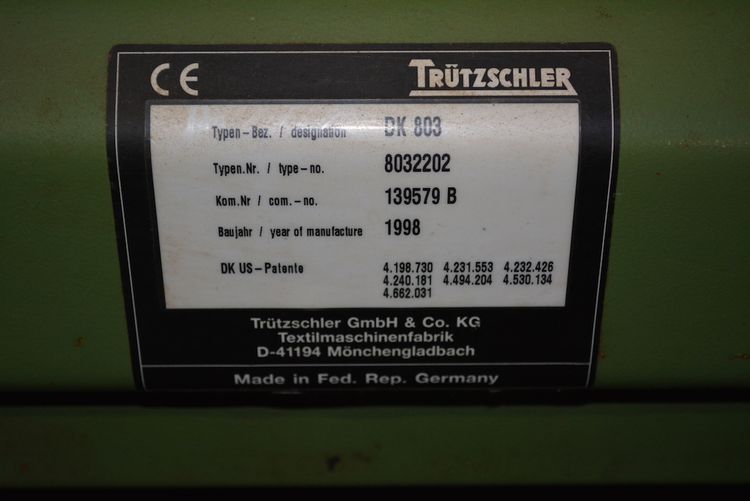 CE TRÜTZSCHLER
Typen-Bez. / designation DK 803
Typen.Nr. / type-no. 8032202
Kom.Nr / com.-no. 139579 B
Baujahr / year of manufacture 1998
DK US-Patente 4.198.730 4.231.553 4.232.426
4.240.181 4.494.204 4.530.134
4.662.031
Trützschler GmbH & Co. KG
Textilmaschinenfabrik
D-41194 Mönchengladbach
Made in Fed. Rep. Germany